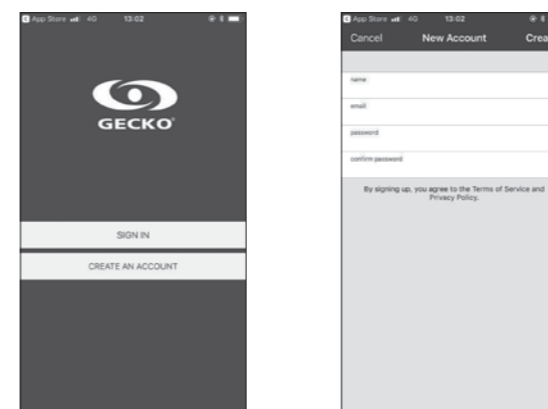 App Store 4G 13:02
GECKO
SIGN IN
CREATE AN ACCOUNT
App Store 4G 13:02
Cancel New Account Crea
name
email
password
confirm password
By signing up, you agree to the Terms of Service and
Privacy Policy.